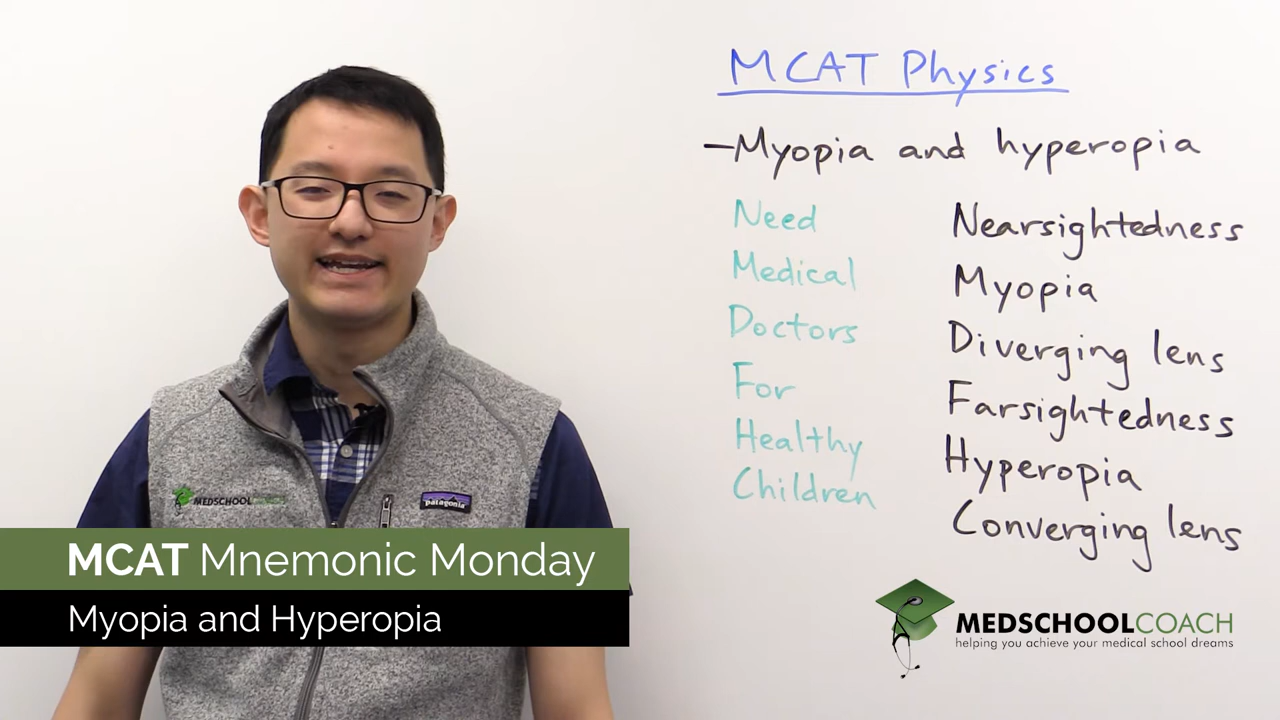 MCAT Physics
–Myopia and hyperopia
Need Nearsightedness
Medical Myopia
Doctors Diverging lens
For Farsightedness
Healthy Hyperopia
Children Converging lens
MEDSCHOOLCOACH
patagonia
MCAT Mnemonic Monday
Myopia and Hyperopia
MEDSCHOOLCOACH
helping you achieve your medical school dreams